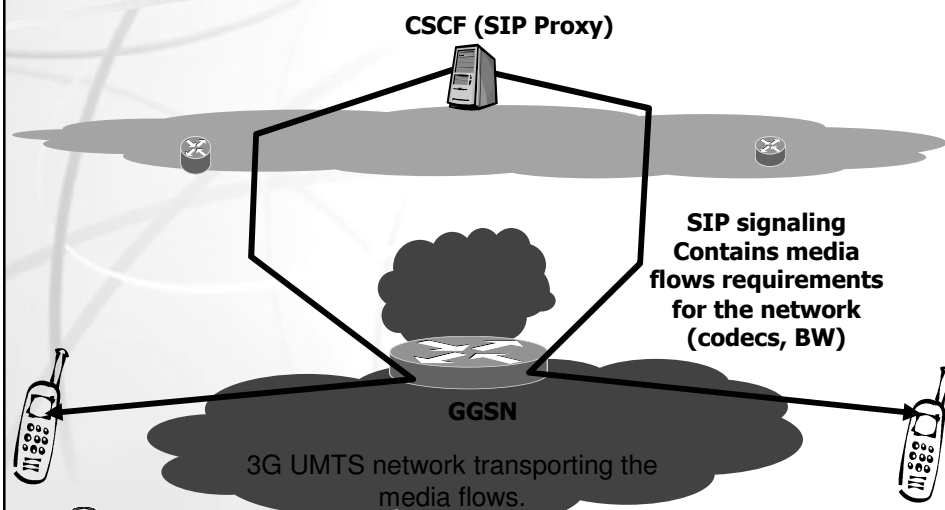 CSCF (SIP Proxy)
SIP signaling
Contains media
flows requirements
for the network
(codecs, BW)
GGSN
3G UMTS network transporting the
media flows.